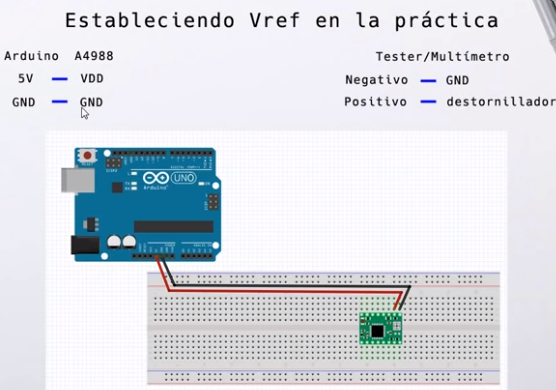 Estableciendo Vref en la práctica
Arduino A4988
5V — VDD
GND — GND
Tester/Multímetro
Negativo — GND
Positivo — destornillador
UNO
Arduino